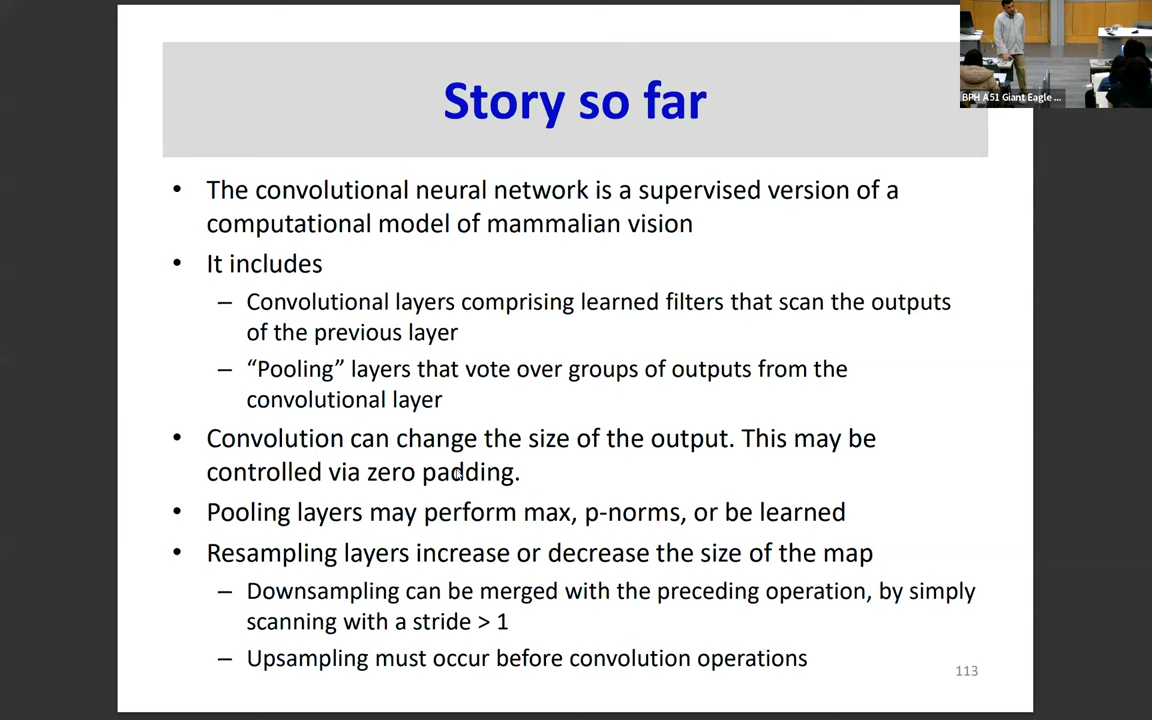 Story so far
BPH A51 Giant Eagle ...
• The convolutional neural network is a supervised version of a
computational model of mammalian vision
• It includes
– Convolutional layers comprising learned filters that scan the outputs
of the previous layer
– “Pooling” layers that vote over groups of outputs from the
convolutional layer
• Convolution can change the size of the output. This may be
controlled via zero padding.
• Pooling layers may perform max, p-norms, or be learned
• Resampling layers increase or decrease the size of the map
– Downsampling can be merged with the preceding operation, by simply
scanning with a stride > 1
– Upsampling must occur before convolution operations
113